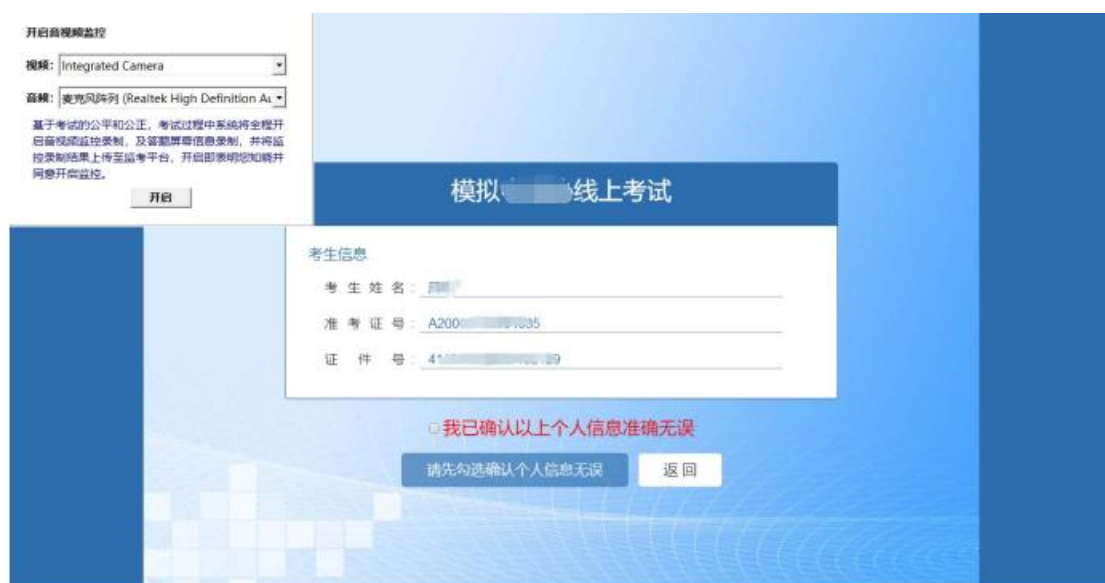 开启音视频监控
视频： Integrated Camera
音频： 麦克风阵列 (Realtek High Definition Au
基于考试的公平和公正，考试过程中系统将全程开
启音视频监控录制，及答题屏幕信息录制，并将监
控录制结果上传至监考平台，开启即表明您知晓并
同意开启监控。
开启
模拟 线上考试
考生信息
考生姓名：
准考证号： A200 35
证件号： 41 29
我已确认以上个人信息准确无误
请先勾选确认个人信息无误
返回